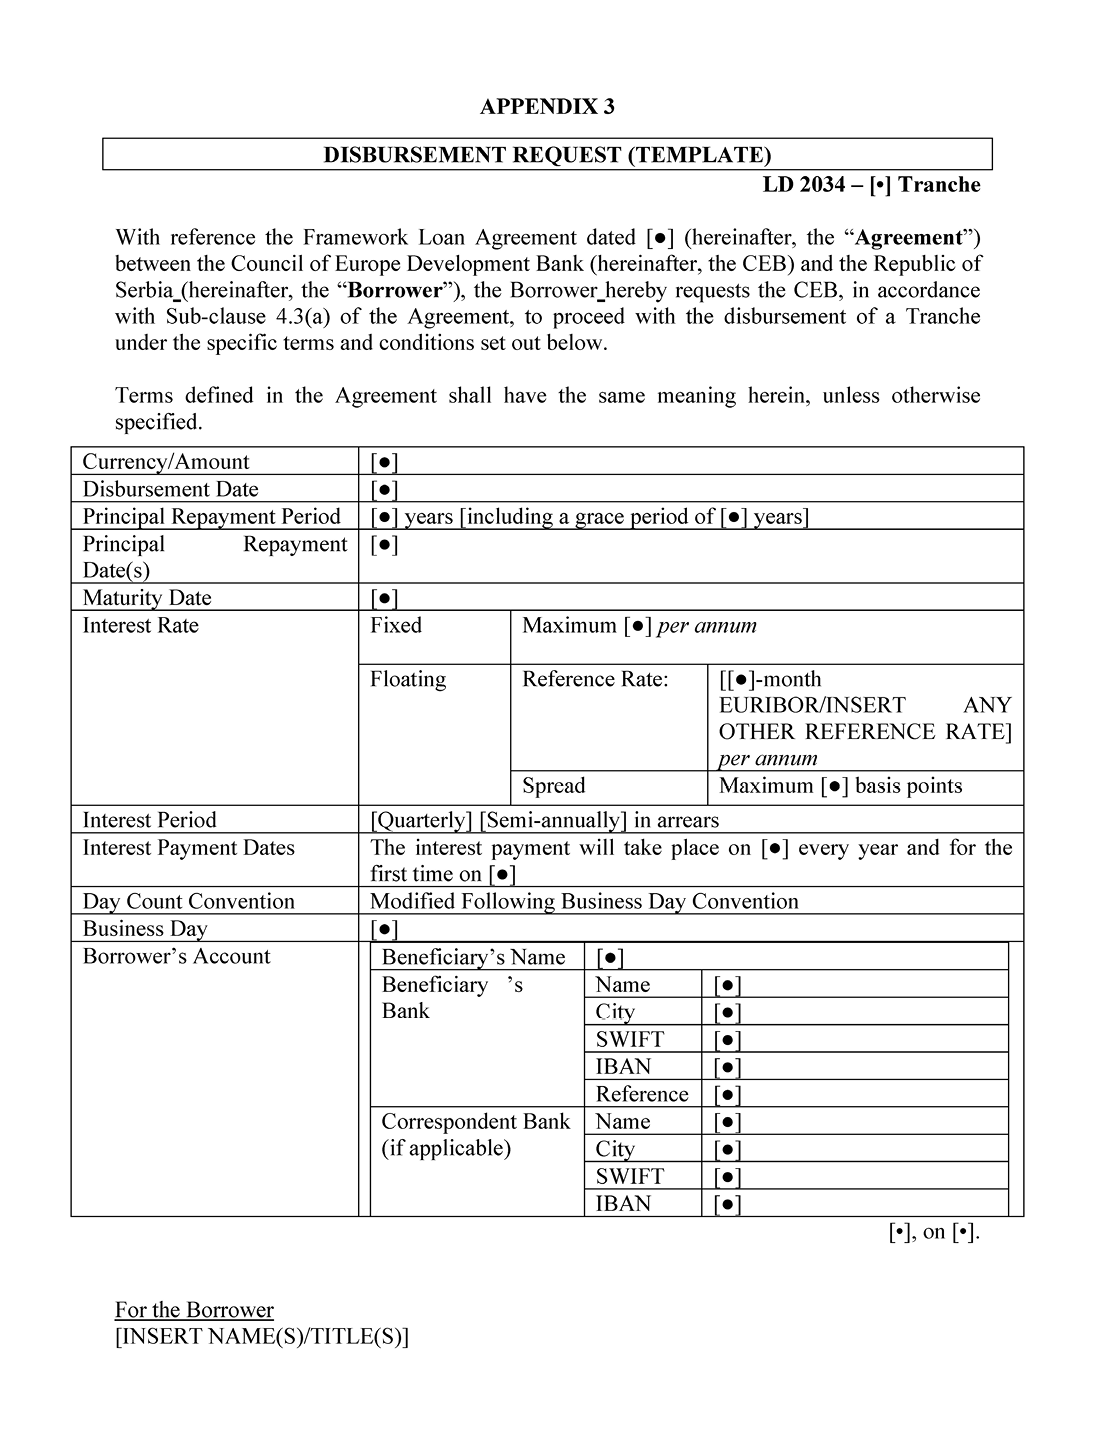 APPENDIX 3
DISBURSEMENT REQUEST (TEMPLATE)
LD 2034 – [•] Tranche
With reference the Framework Loan Agreement dated [●] (hereinafter, the “Agreement”)
between the Council of Europe Development Bank (hereinafter, the CEB) and the Republic of
Serbia (hereinafter, the “Borrower”), the Borrower hereby requests the CEB, in accordance
with Sub-clause 4.3(a) of the Agreement, to proceed with the disbursement of a Tranche
under the specific terms and conditions set out below.
Terms defined in the Agreement shall have the same meaning herein, unless otherwise
specified.
Currency/Amount [●]
Disbursement Date [●]
Principal Repayment Period [●] years [including a grace period of [●] years]
Principal Repayment [●]
Date(s)
Maturity Date [●]
Interest Rate Fixed Maximum [●] per annum
Floating Reference Rate: [[●]-month
EURIBOR/INSERT ANY
OTHER REFERENCE RATE]
per annum
Spread Maximum [●] basis points
Interest Period [Quarterly] [Semi-annually] in arrears
Interest Payment Dates The interest payment will take place on [●] every year and for the
first time on [●]
Day Count Convention Modified Following Business Day Convention
Business Day [●]
Borrower’s Account Beneficiary’s Name [●]
Beneficiary ’s Name [●]
Bank City [●]
SWIFT [●]
IBAN [●]
Reference [●]
Correspondent Bank Name [●]
(if applicable) City [●]
SWIFT [●]
IBAN [●]
[•], on [•].
For the Borrower
[INSERT NAME(S)/TITLE(S)]